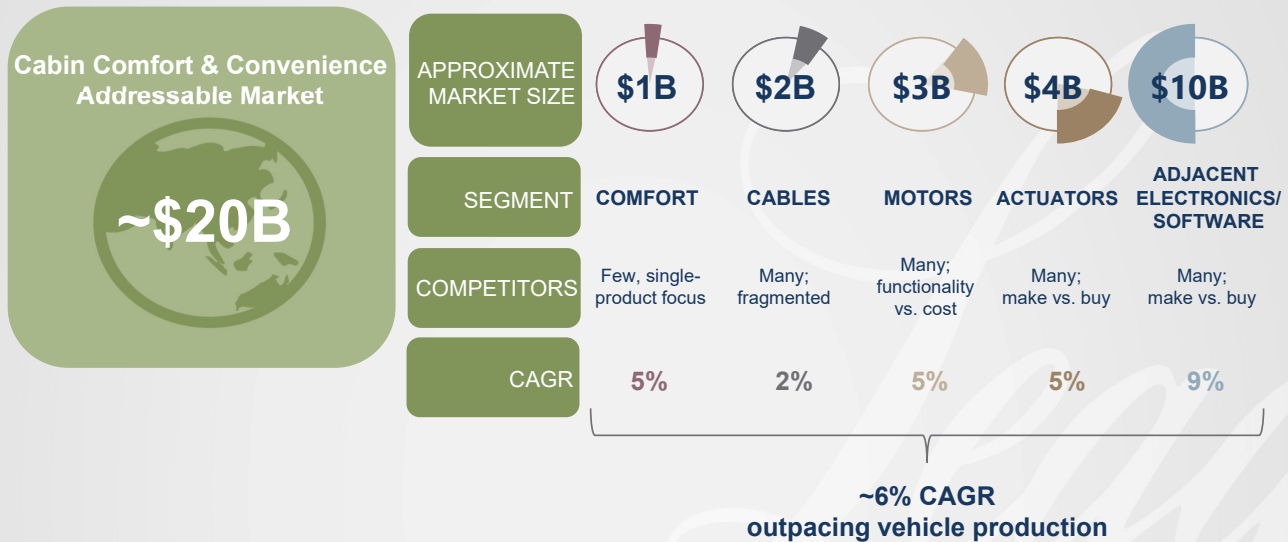 Cabin Comfort & Convenience
Addressable Market
~$20B
APPROXIMATE
MARKET SIZE
$1B
$2B
$3B
$4B
$10B
SEGMENT
COMFORT
CABLES
MOTORS
ACTUATORS
ADJACENT
ELECTRONICS/
SOFTWARE
COMPETITORS
Few, single-
product focus
Many;
fragmented
Many;
functionality
vs. cost
Many;
make vs. buy
Many;
make vs. buy
CAGR
5%
2%
5%
5%
9%
~6% CAGR
outpacing vehicle production